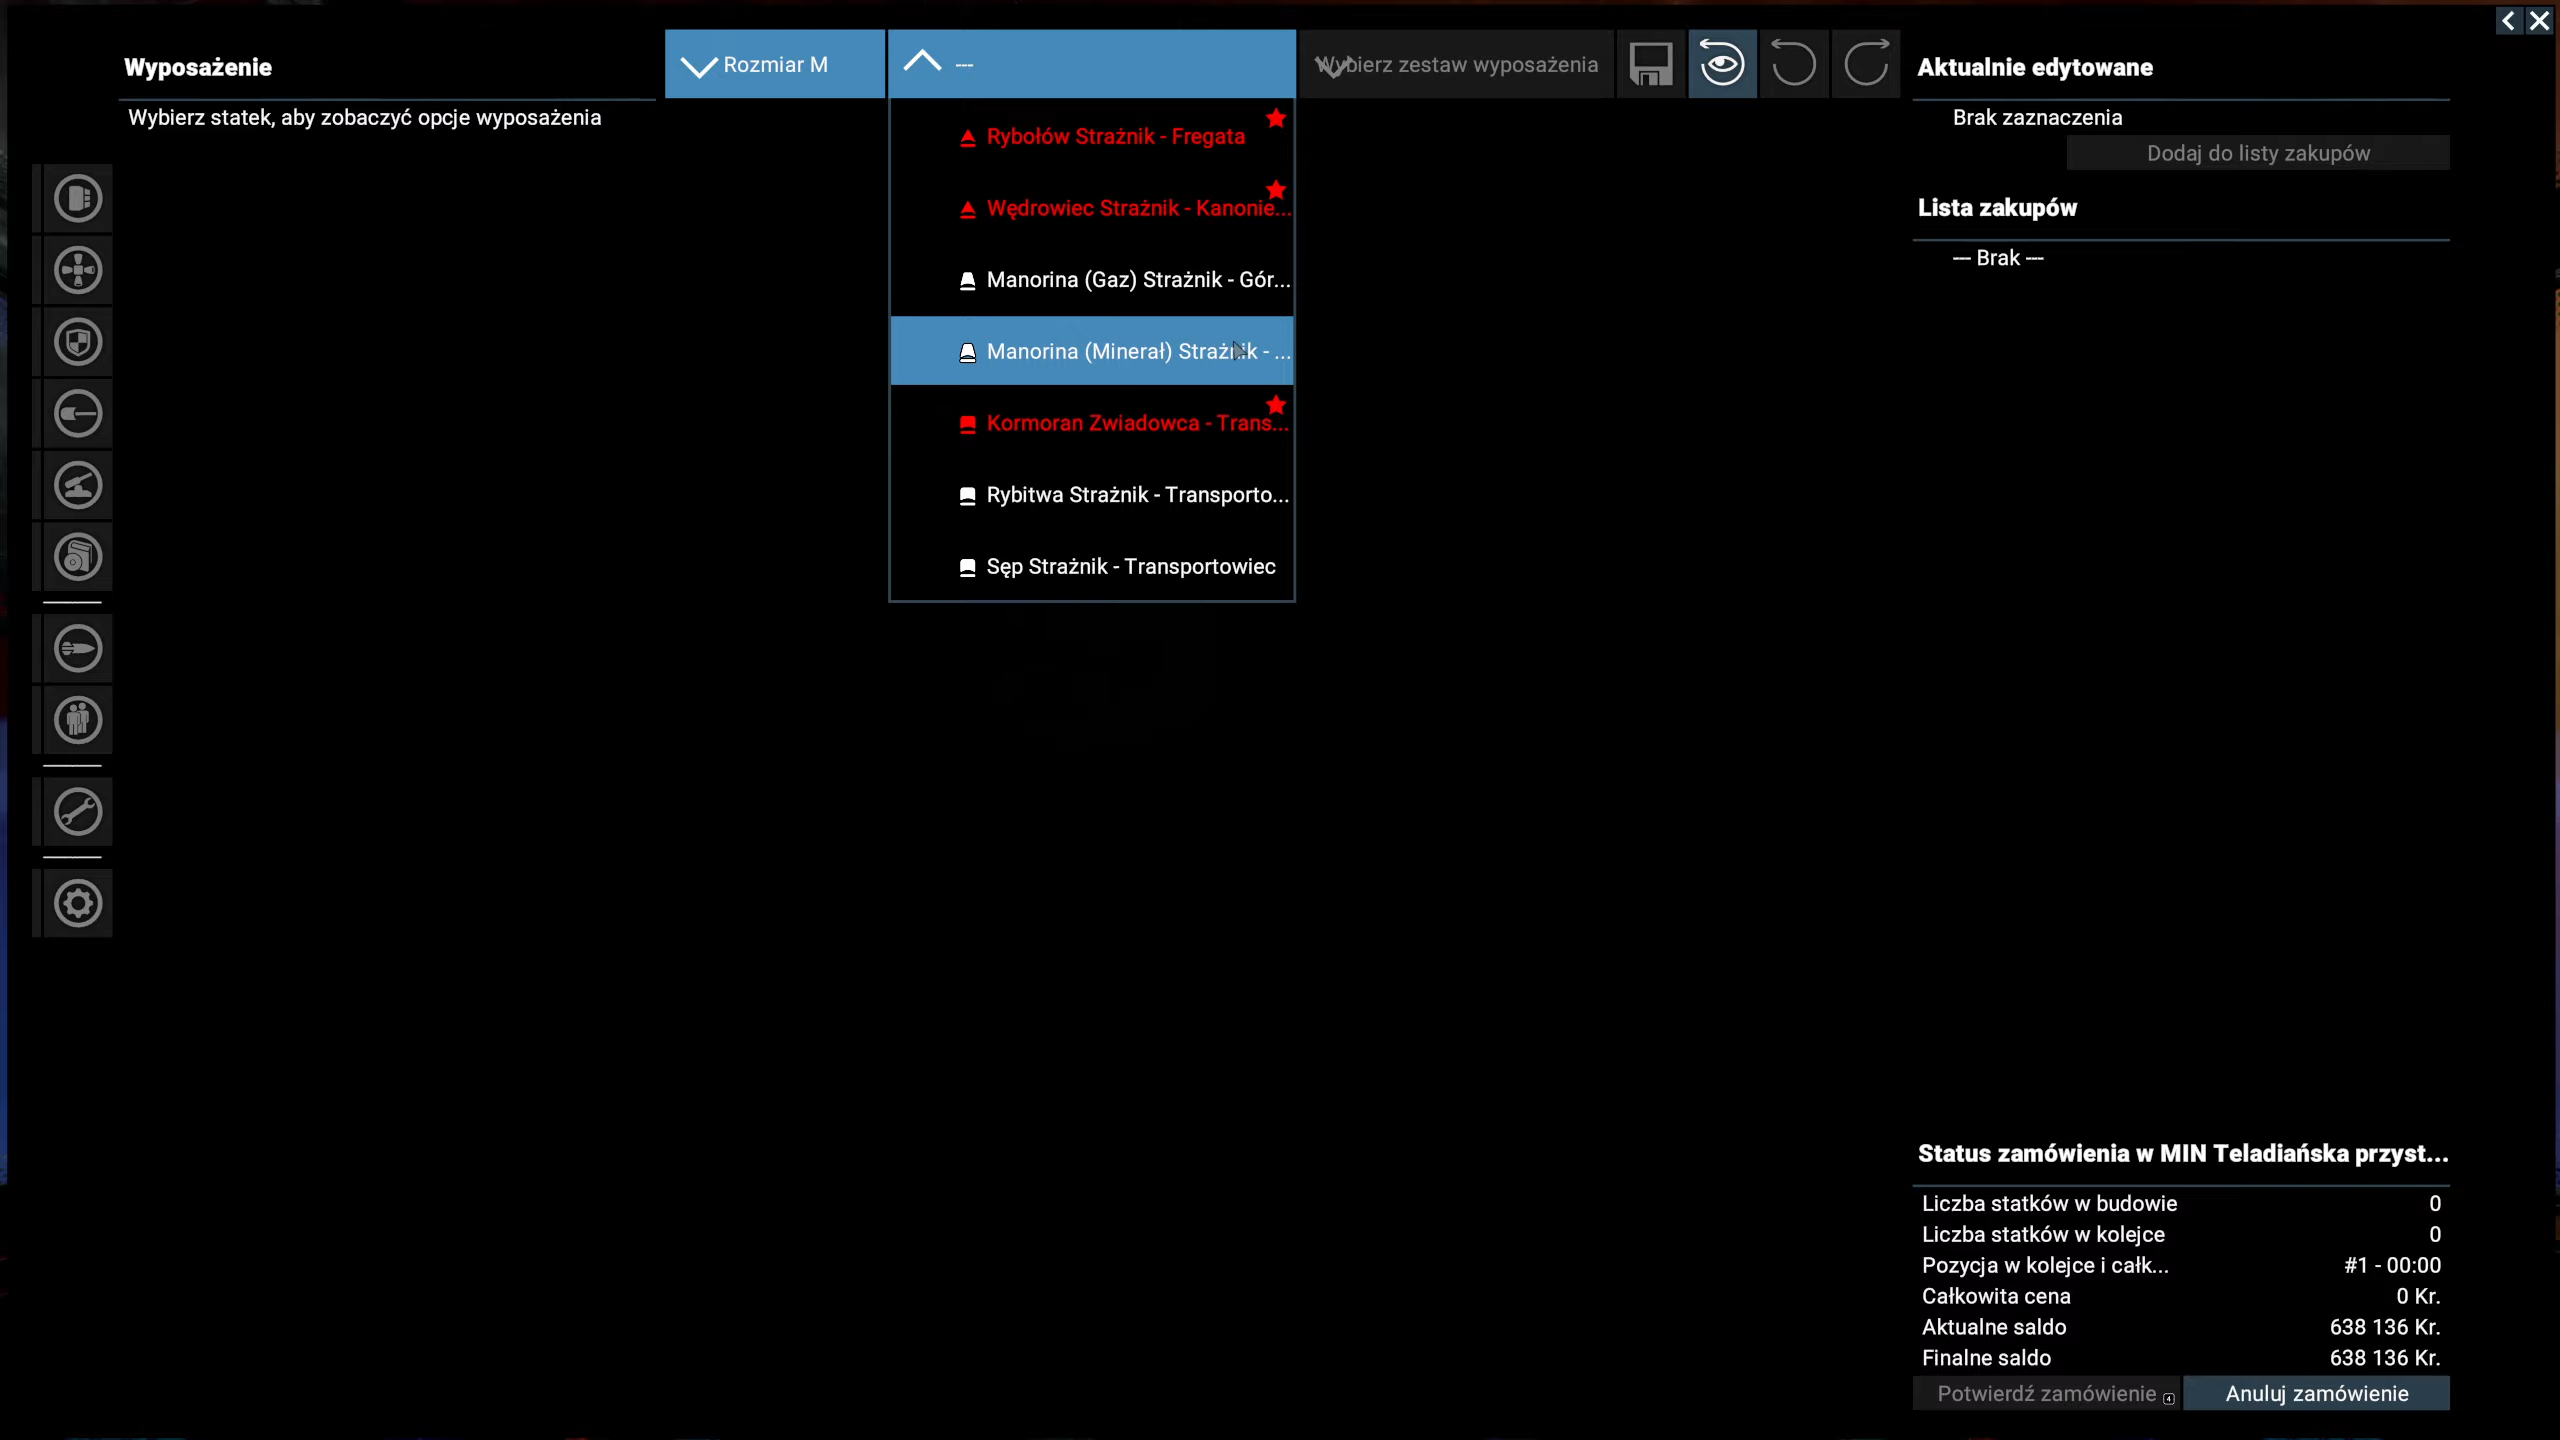 Wyposażenie
Wybierz statek, aby zobaczyć opcje wyposażenia
Rozmiar M
---
Wybierz zestaw wyposażenia
Rybołów Strażnik - Fregata
Wędrowiec Strażnik - Kanonie...
Manorina (Gaz) Strażnik - Gór...
Manorina (Minerał) Strażnik - ...
Kormoran Zwiadowca - Trans...
Rybitwa Strażnik - Transporto...
Sęp Strażnik - Transportowiec
Aktualnie edytowane
Brak zaznaczenia
Dodaj do listy zakupów
Lista zakupów
--- Brak ---
Status zamówienia w MIN Teladiańska przyst...
Liczba statków w budowie 0
Liczba statków w kolejce 0
Pozycja w kolejce i całk... #1 - 00:00
Całkowita cena 0 Kr.
Aktualne saldo 638 136 Kr.
Finalne saldo 638 136 Kr.
Potwierdź zamówienie
Anuluj zamówienie